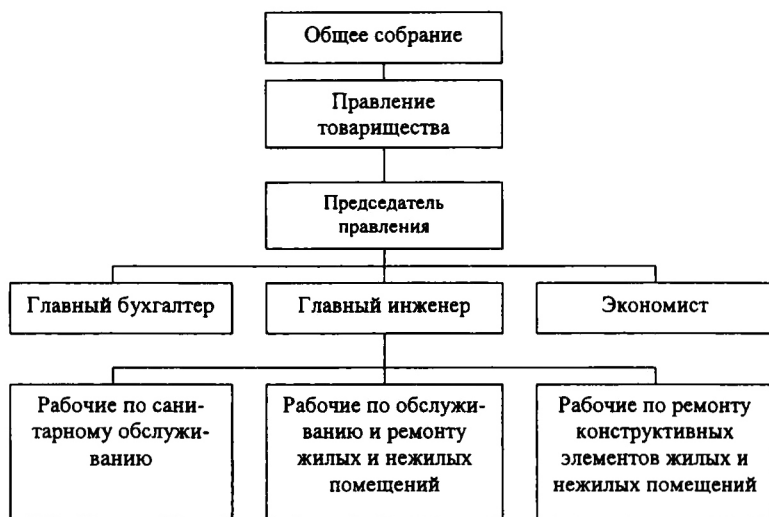 Общее собрание
Правление
товарищества
Председатель
правления
Главный бухгалтер
Главный инженер
Экономист
Рабочие по сани-
тарному обслужи-
ванию
Рабочие по обслужи-
ванию и ремонту
жилых и нежилых
помещений
Рабочие по ремонту
конструктивных
элементов жилых и
нежилых помещений